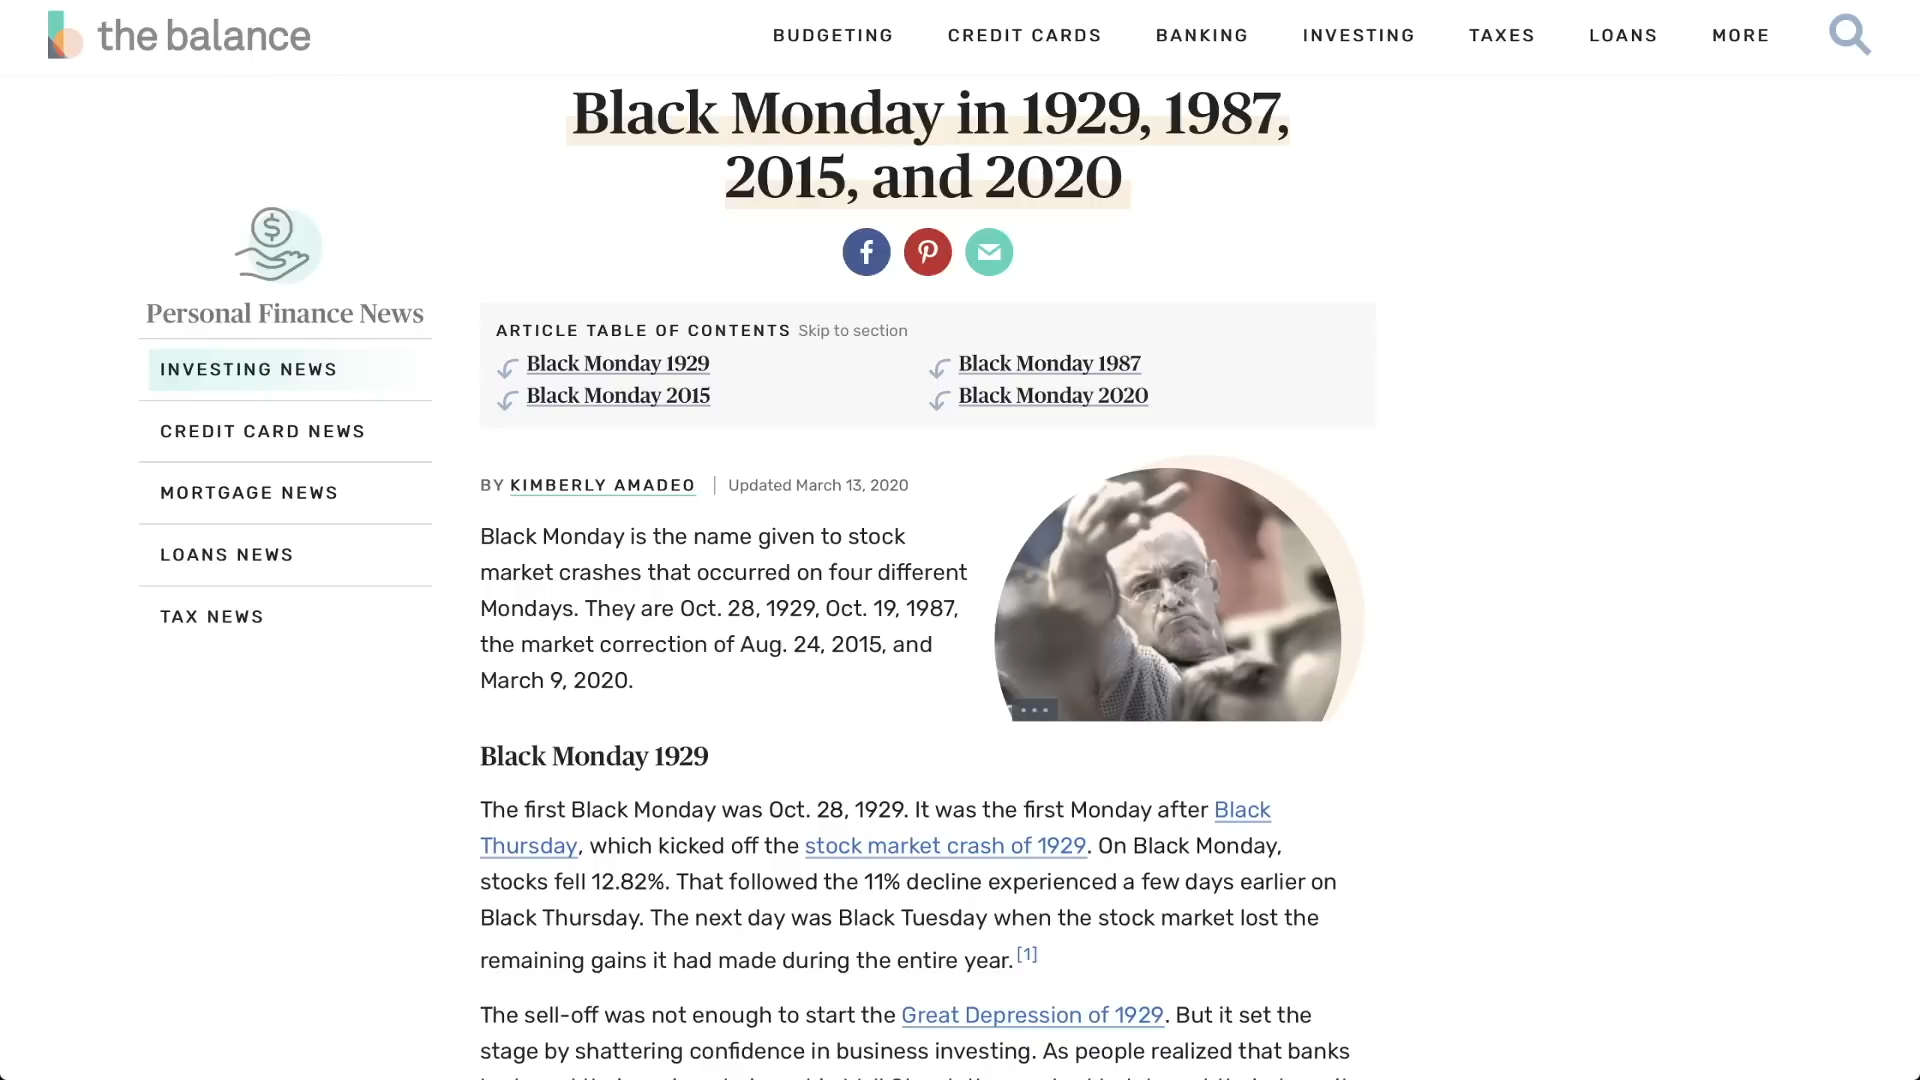 the balance
BUDGETING CREDIT CARDS BANKING INVESTING TAXES LOANS MORE
Black Monday in 1929, 1987,
2015, and 2020
Personal Finance News
INVESTING NEWS
CREDIT CARD NEWS
MORTGAGE NEWS
LOANS NEWS
TAX NEWS
ARTICLE TABLE OF CONTENTS Skip to section
Black Monday 1929 Black Monday 1987
Black Monday 2015 Black Monday 2020
BY KIMBERLY AMADEO | Updated March 13, 2020
Black Monday is the name given to stock
market crashes that occurred on four different
Mondays. They are Oct. 28, 1929, Oct. 19, 1987,
the market correction of Aug. 24, 2015, and
March 9, 2020.
Black Monday 1929
The first Black Monday was Oct. 28, 1929. It was the first Monday after Black
Thursday, which kicked off the stock market crash of 1929. On Black Monday,
stocks fell 12.82%. That followed the 11% decline experienced a few days earlier on
Black Thursday. The next day was Black Tuesday when the stock market lost the
remaining gains it had made during the entire year. [1]
The sell-off was not enough to start the Great Depression of 1929. But it set the
stage by shattering confidence in business investing. As people realized that banks